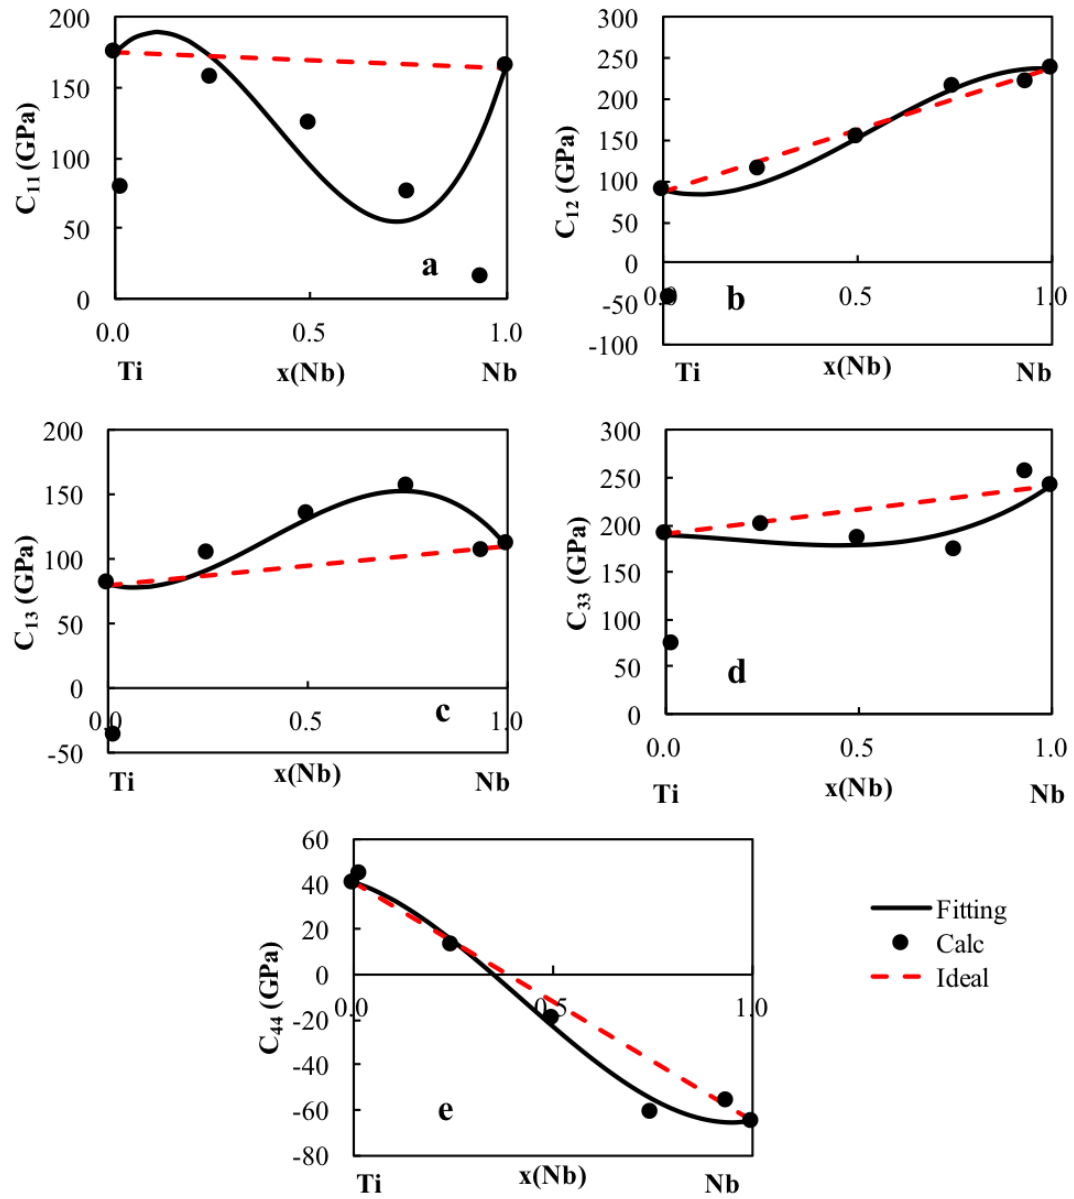 C11 (GPa)
200
150
100
50
0
0.0 0.5 1.0
Ti x(Nb) Nb
a
C12 (GPa)
300
250
200
150
100
50
0
-50
-100
0.0 0.5 1.0
Ti x(Nb) Nb
b
C13 (GPa)
200
150
100
50
0
-50
0.0 0.5 1.0
Ti x(Nb) Nb
c
C33 (GPa)
300
250
200
150
100
50
0
0.0 0.5 1.0
Ti x(Nb) Nb
d
C44 (GPa)
60
40
20
0
-20
-40
-60
-80
0.0 0.5 1.0
Ti x(Nb) Nb
e
Fitting
Calc
Ideal